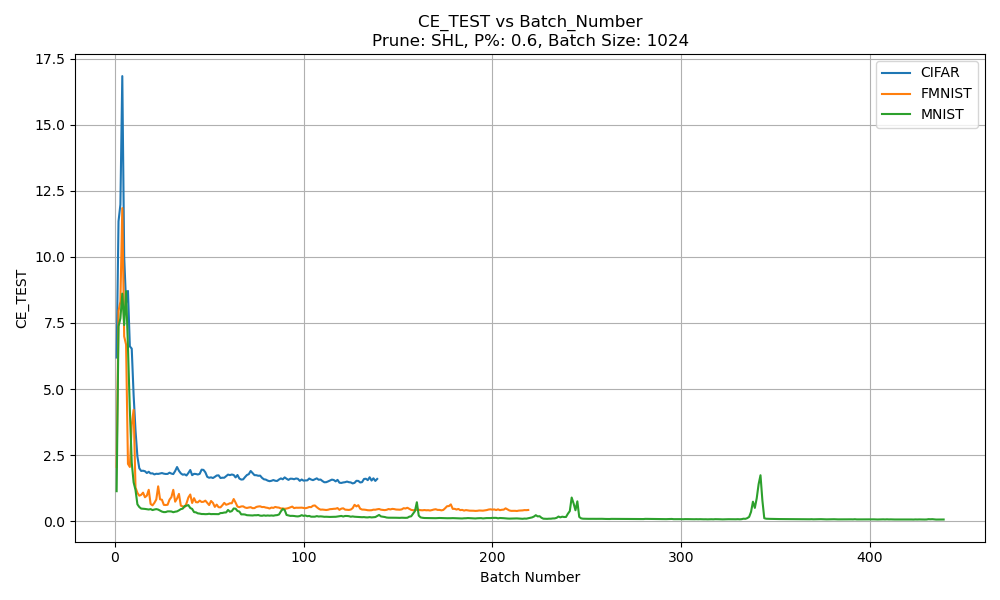 CE_TEST vs Batch_Number
Prune: SHL, P%: 0.6, Batch Size: 1024
17.5
15.0
12.5
10.0
7.5
5.0
2.5
0.0
CE_TEST
CIFAR
FMNIST
MNIST
0
100
200
300
400
Batch Number